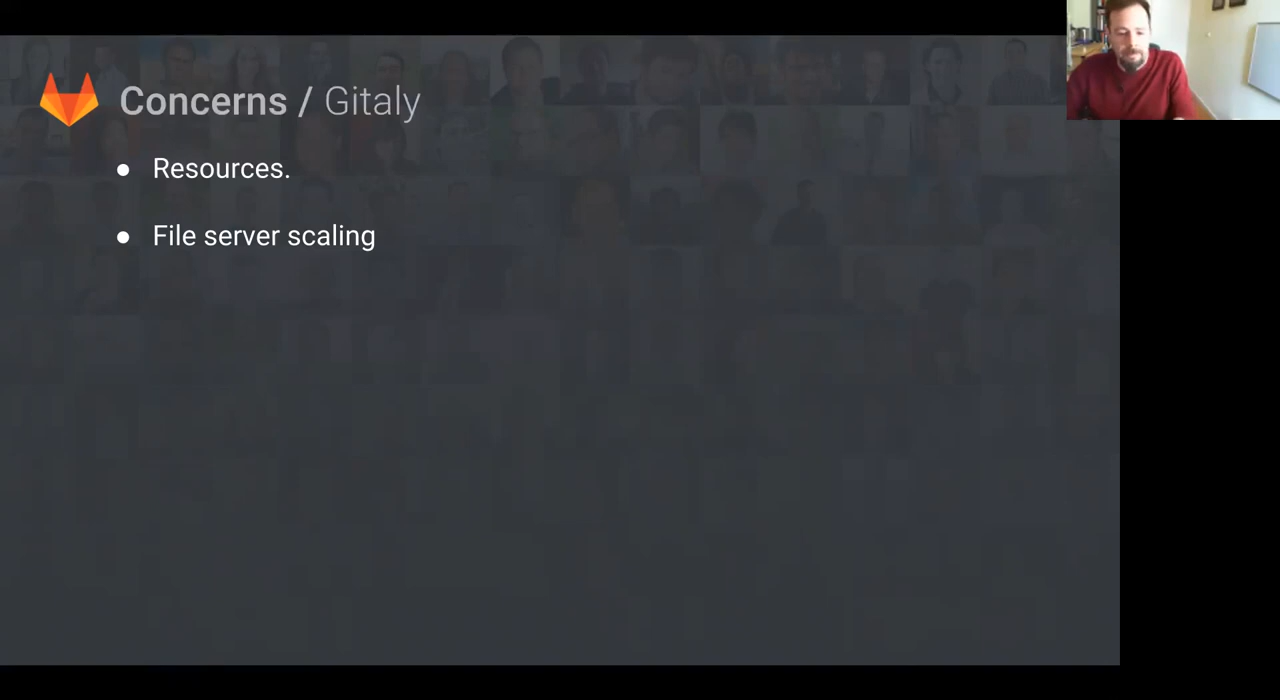 Concerns / Gitaly
● Resources.
● File server scaling